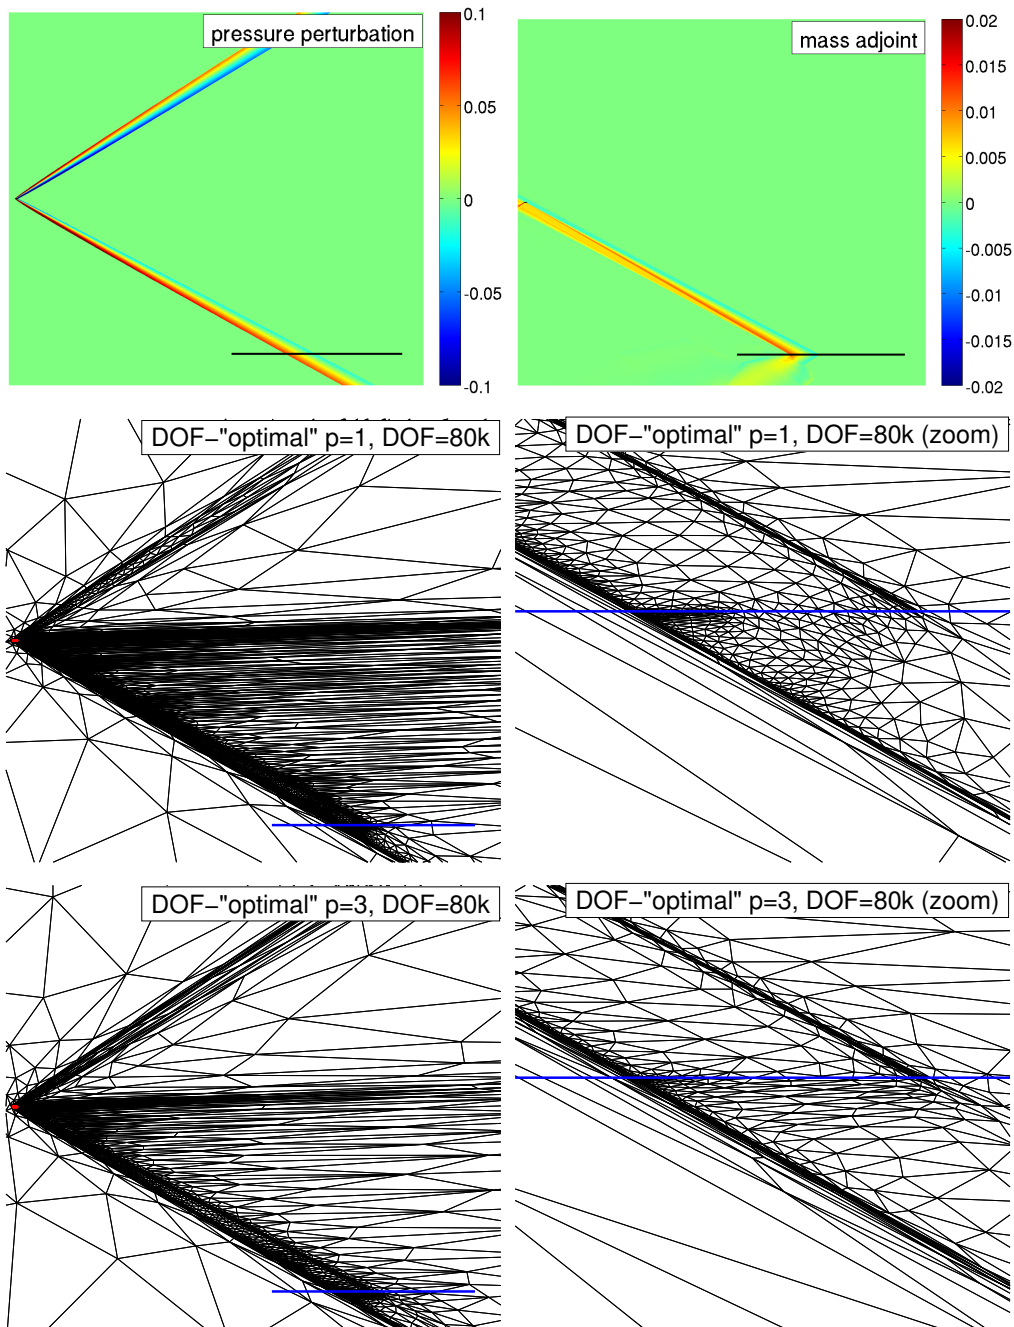 pressure perturbation
0.1
0.05
0
-0.05
-0.1
mass adjoint
0.02
0.015
0.01
0.005
0
-0.005
-0.01
-0.015
-0.02
DOF−"optimal" p=1, DOF=80k
DOF−"optimal" p=1, DOF=80k (zoom)
DOF−"optimal" p=3, DOF=80k
DOF−"optimal" p=3, DOF=80k (zoom)